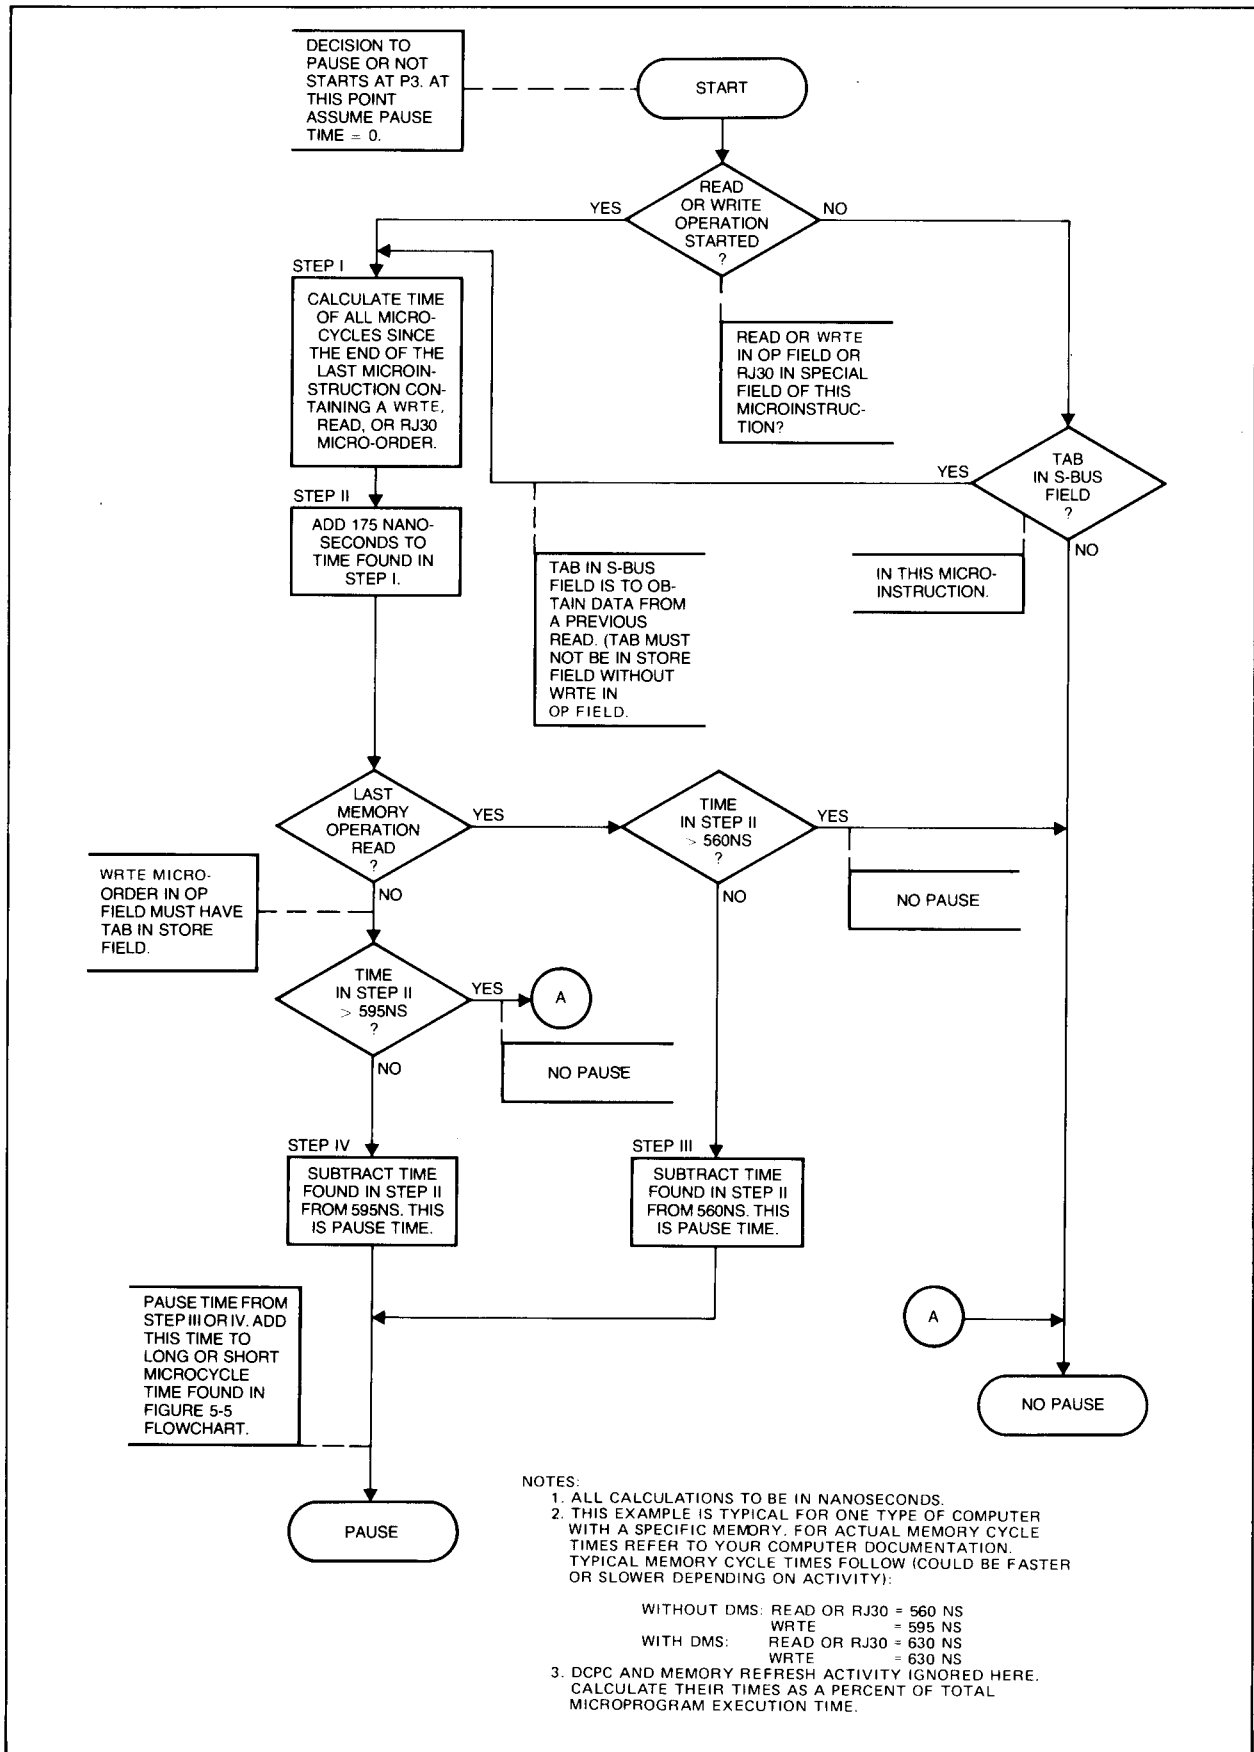 DECISION TO
PAUSE OR NOT
STARTS AT P3. AT
THIS POINT
ASSUME PAUSE
TIME = 0.
START
READ
OR WRITE
OPERATION
STARTED
?
YES
NO
STEP I
CALCULATE TIME
OF ALL MICRO-
CYCLES SINCE
THE END OF THE
LAST MICROIN-
STRUCTION CON-
TAINING A WRTE,
READ, OR RJ30
MICRO-ORDER.
READ OR WRTE
IN OP FIELD OR
RJ30 IN SPECIAL
FIELD OF THIS
MICROINSTRUC-
TION?
TAB
IN S-BUS
FIELD
?
YES
NO
STEP II
ADD 175 NANO-
SECONDS TO
TIME FOUND IN
STEP I.
TAB IN S-BUS
FIELD IS TO OB-
TAIN DATA FROM
A PREVIOUS
READ. (TAB MUST
NOT BE IN STORE
FIELD WITHOUT
WRTE IN
OP FIELD.
IN THIS MICRO-
INSTRUCTION.
LAST
MEMORY
OPERATION
READ
?
YES
NO
TIME
IN STEP II
> 560NS
?
YES
NO
NO PAUSE
WRTE MICRO-
ORDER IN OP
FIELD MUST HAVE
TAB IN STORE
FIELD.
TIME
IN STEP II
> 595NS
?
YES
NO
A
NO PAUSE
STEP IV
SUBTRACT TIME
FOUND IN STEP II
FROM 595NS. THIS
IS PAUSE TIME.
STEP III
SUBTRACT TIME
FOUND IN STEP II
FROM 560NS. THIS
IS PAUSE TIME.
PAUSE TIME FROM
STEP III OR IV. ADD
THIS TIME TO
LONG OR SHORT
MICROCYCLE
TIME FOUND IN
FIGURE 5-5
FLOWCHART.
A
NO PAUSE
PAUSE
NOTES:
1. ALL CALCULATIONS TO BE IN NANOSECONDS.
2. THIS EXAMPLE IS TYPICAL FOR ONE TYPE OF COMPUTER
WITH A SPECIFIC MEMORY. FOR ACTUAL MEMORY CYCLE
TIMES REFER TO YOUR COMPUTER DOCUMENTATION.
TYPICAL MEMORY CYCLE TIMES FOLLOW (COULD BE FASTER
OR SLOWER DEPENDING ON ACTIVITY):
WITHOUT DMS: READ OR RJ30 = 560 NS
WRTE = 595 NS
WITH DMS: READ OR RJ30 = 630 NS
WRTE = 630 NS
3. DCPC AND MEMORY REFRESH ACTIVITY IGNORED HERE.
CALCULATE THEIR TIMES AS A PERCENT OF TOTAL
MICROPROGRAM EXECUTION TIME.